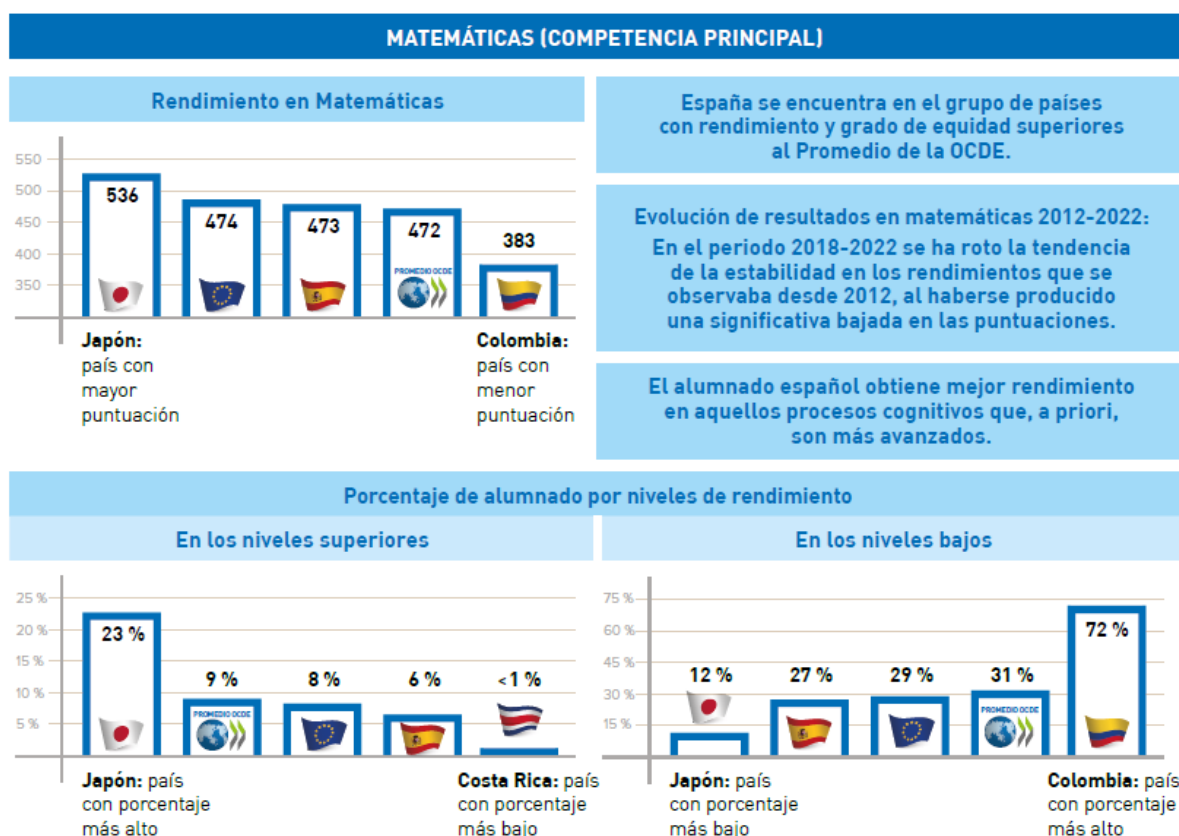 MATEMÁTICAS (COMPETENCIA PRINCIPAL)
Rendimiento en Matemáticas
550
500
450
400
350
536
474
473
472
383
PROMEDIO OCDE
Japón:
país con
mayor
puntuación
Colombia:
país con
menor
puntuación
España se encuentra en el grupo de países
con rendimiento y grado de equidad superiores
al Promedio de la OCDE.
Evolución de resultados en matemáticas 2012-2022:
En el periodo 2018-2022 se ha roto la tendencia
de la estabilidad en los rendimientos que se
observaba desde 2012, al haberse producido
una significativa bajada en las puntuaciones.
El alumnado español obtiene mejor rendimiento
en aquellos procesos cognitivos que, a priori,
son más avanzados.
Porcentaje de alumnado por niveles de rendimiento
En los niveles superiores
25 %
20 %
15 %
10 %
5 %
23 %
9 %
8 %
6 %
<1 %
PROMEDIO OCDE
Japón: país
con porcentaje
más alto
Costa Rica: país
con porcentaje
más bajo
En los niveles bajos
75 %
60 %
45 %
30 %
15 %
12 %
27 %
29 %
31 %
72 %
PROMEDIO OCDE
Japón: país
con porcentaje
más bajo
Colombia: país
con porcentaje
más alto